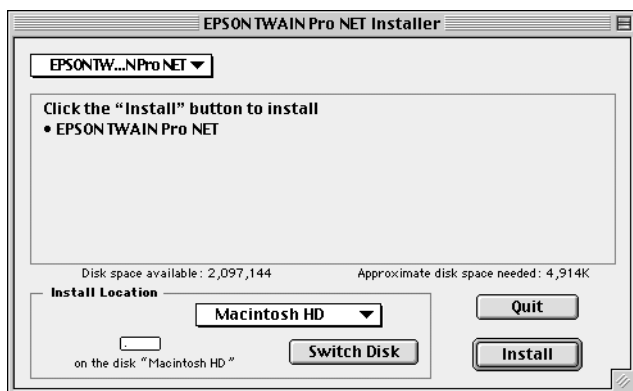 EPSON TWAIN Pro NET Installer
EPSONTW...NPro NET
Click the “Install” button to install
• EPSON TWAIN Pro NET
Disk space available: 2,097,144
Approximate disk space needed: 4,914K
Install Location
Macintosh HD
on the disk “Macintosh HD”
Switch Disk
Quit
Install